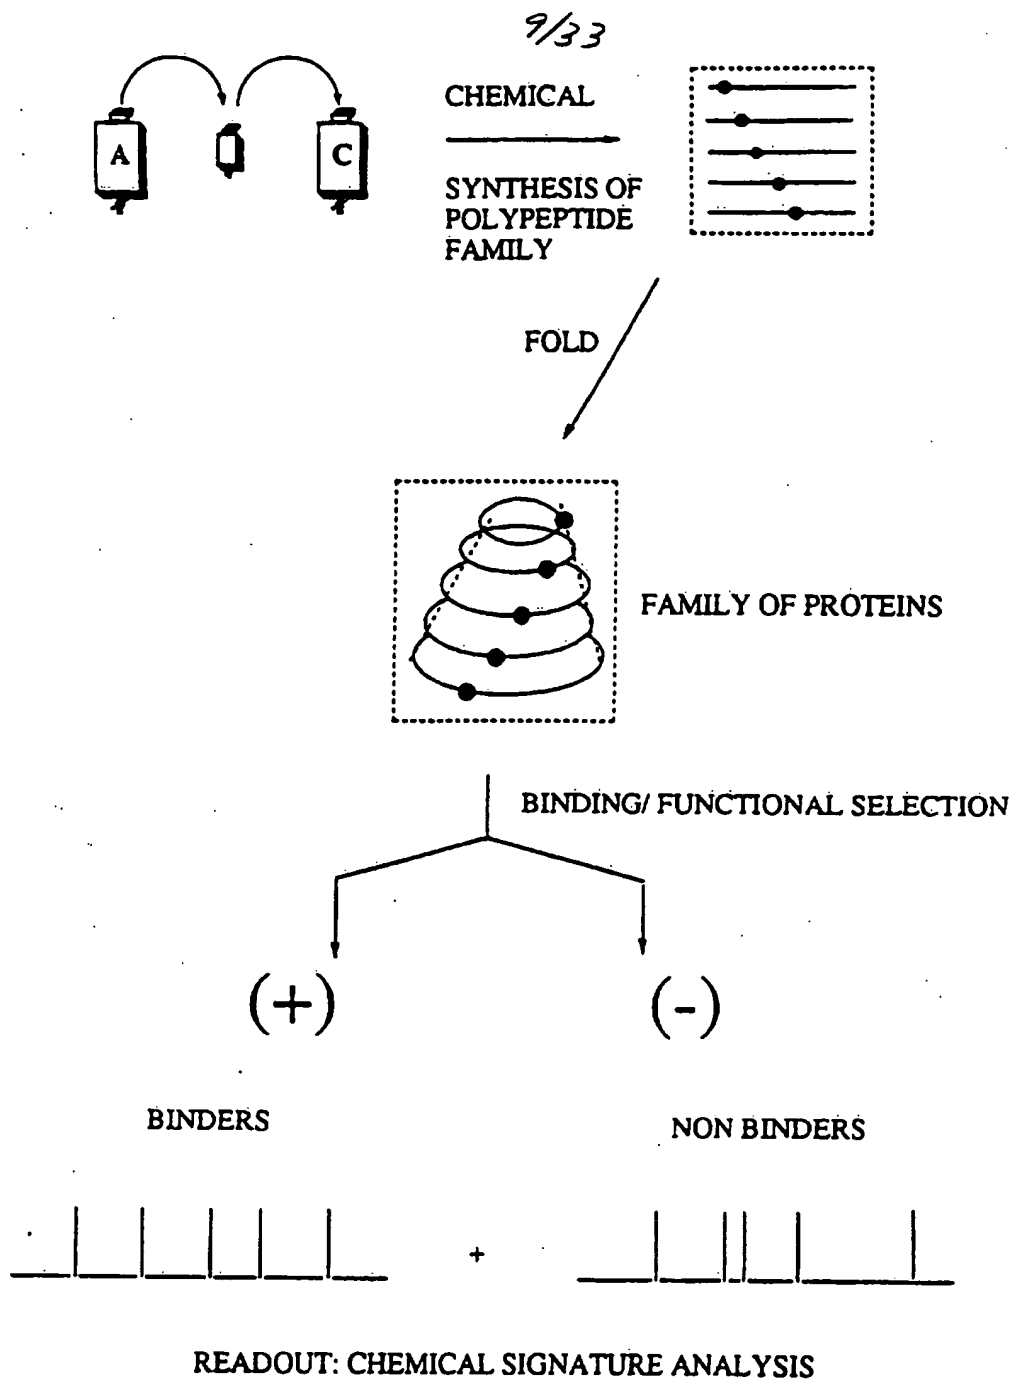 9/33
A
C
CHEMICAL
SYNTHESIS OF
POLYPEPTIDE
FAMILY
FOLD
FAMILY OF PROTEINS
BINDING/ FUNCTIONAL SELECTION
(+)
(-)
BINDERS
NON BINDERS
+
READOUT: CHEMICAL SIGNATURE ANALYSIS